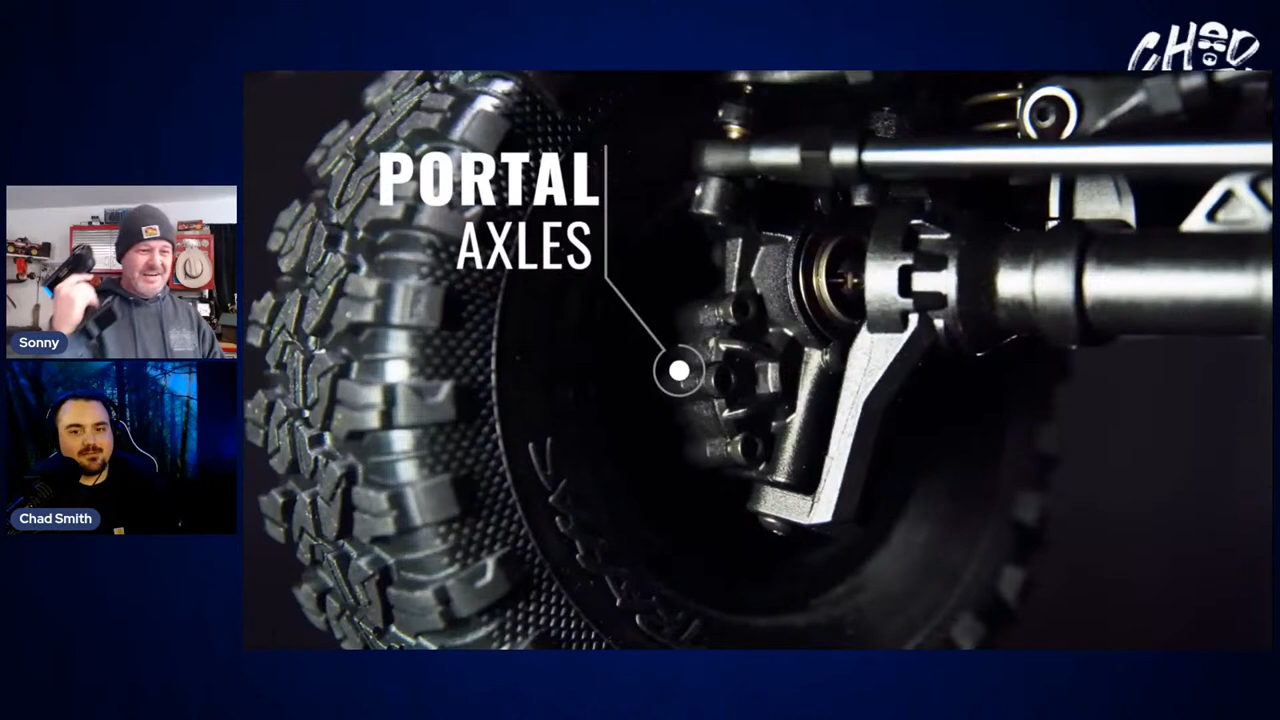 CHAD
PORTAL
AXLES
Sonny
Chad Smith